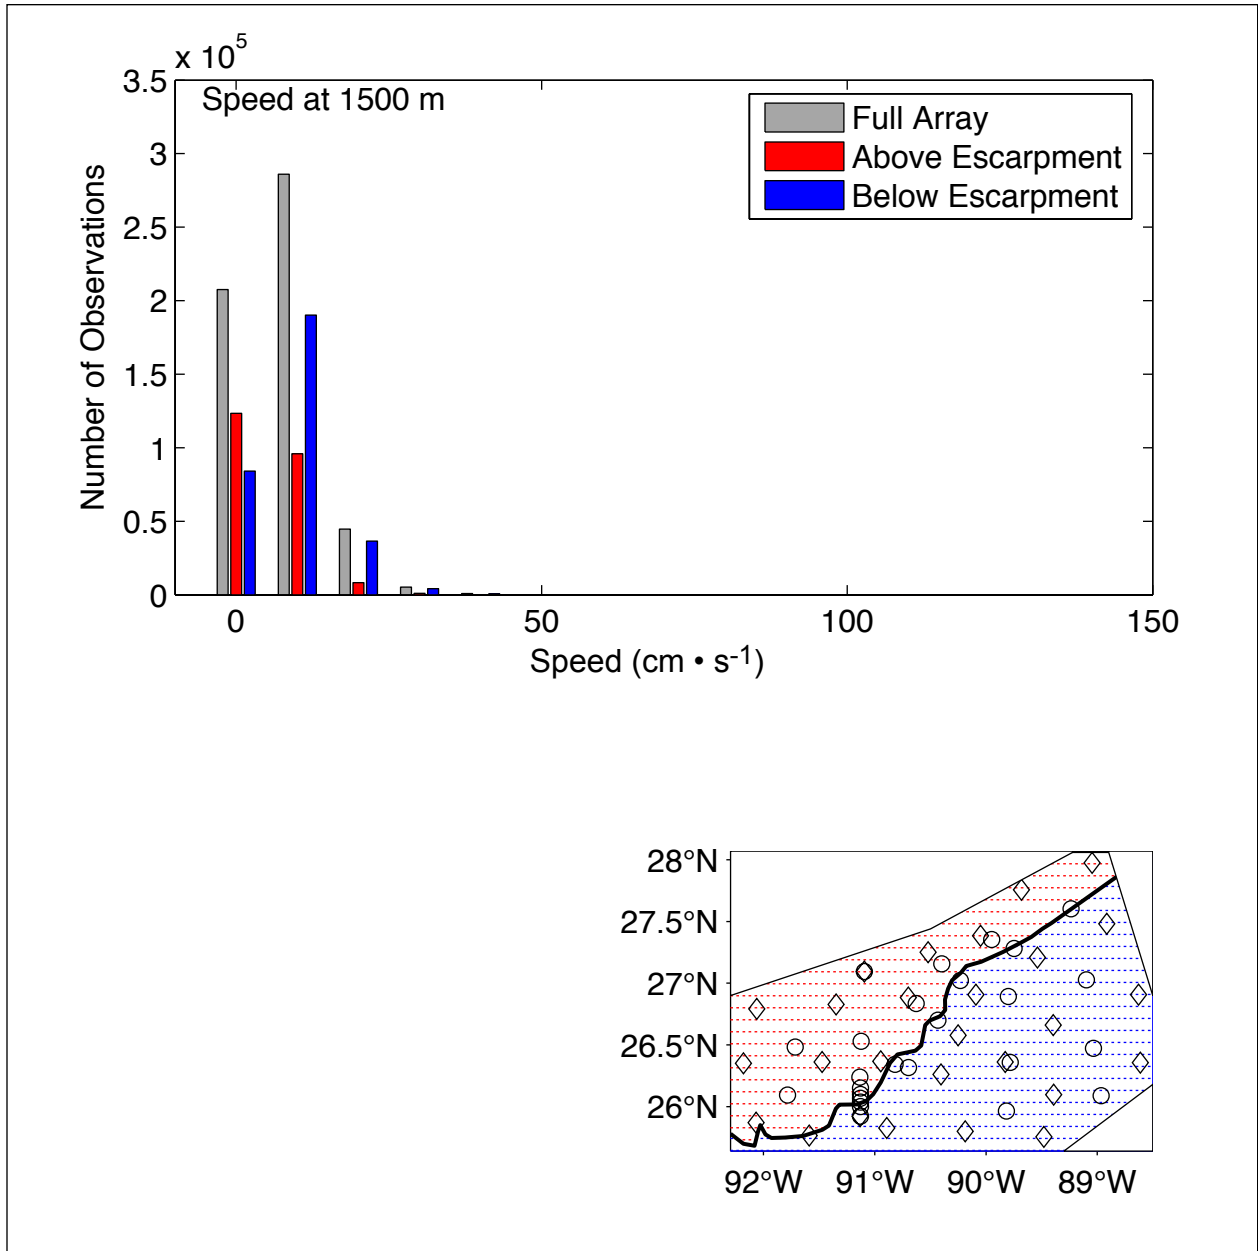 x 10^5
3.5
Speed at 1500 m
Full Array
3
Above Escarpment
Below Escarpment
2.5
2
1.5
1
0.5
0
Number of Observations
0 50 100 150
Speed (cm • s-1)
28°N
27.5°N
27°N
26.5°N
26°N
92°W 91°W 90°W 89°W